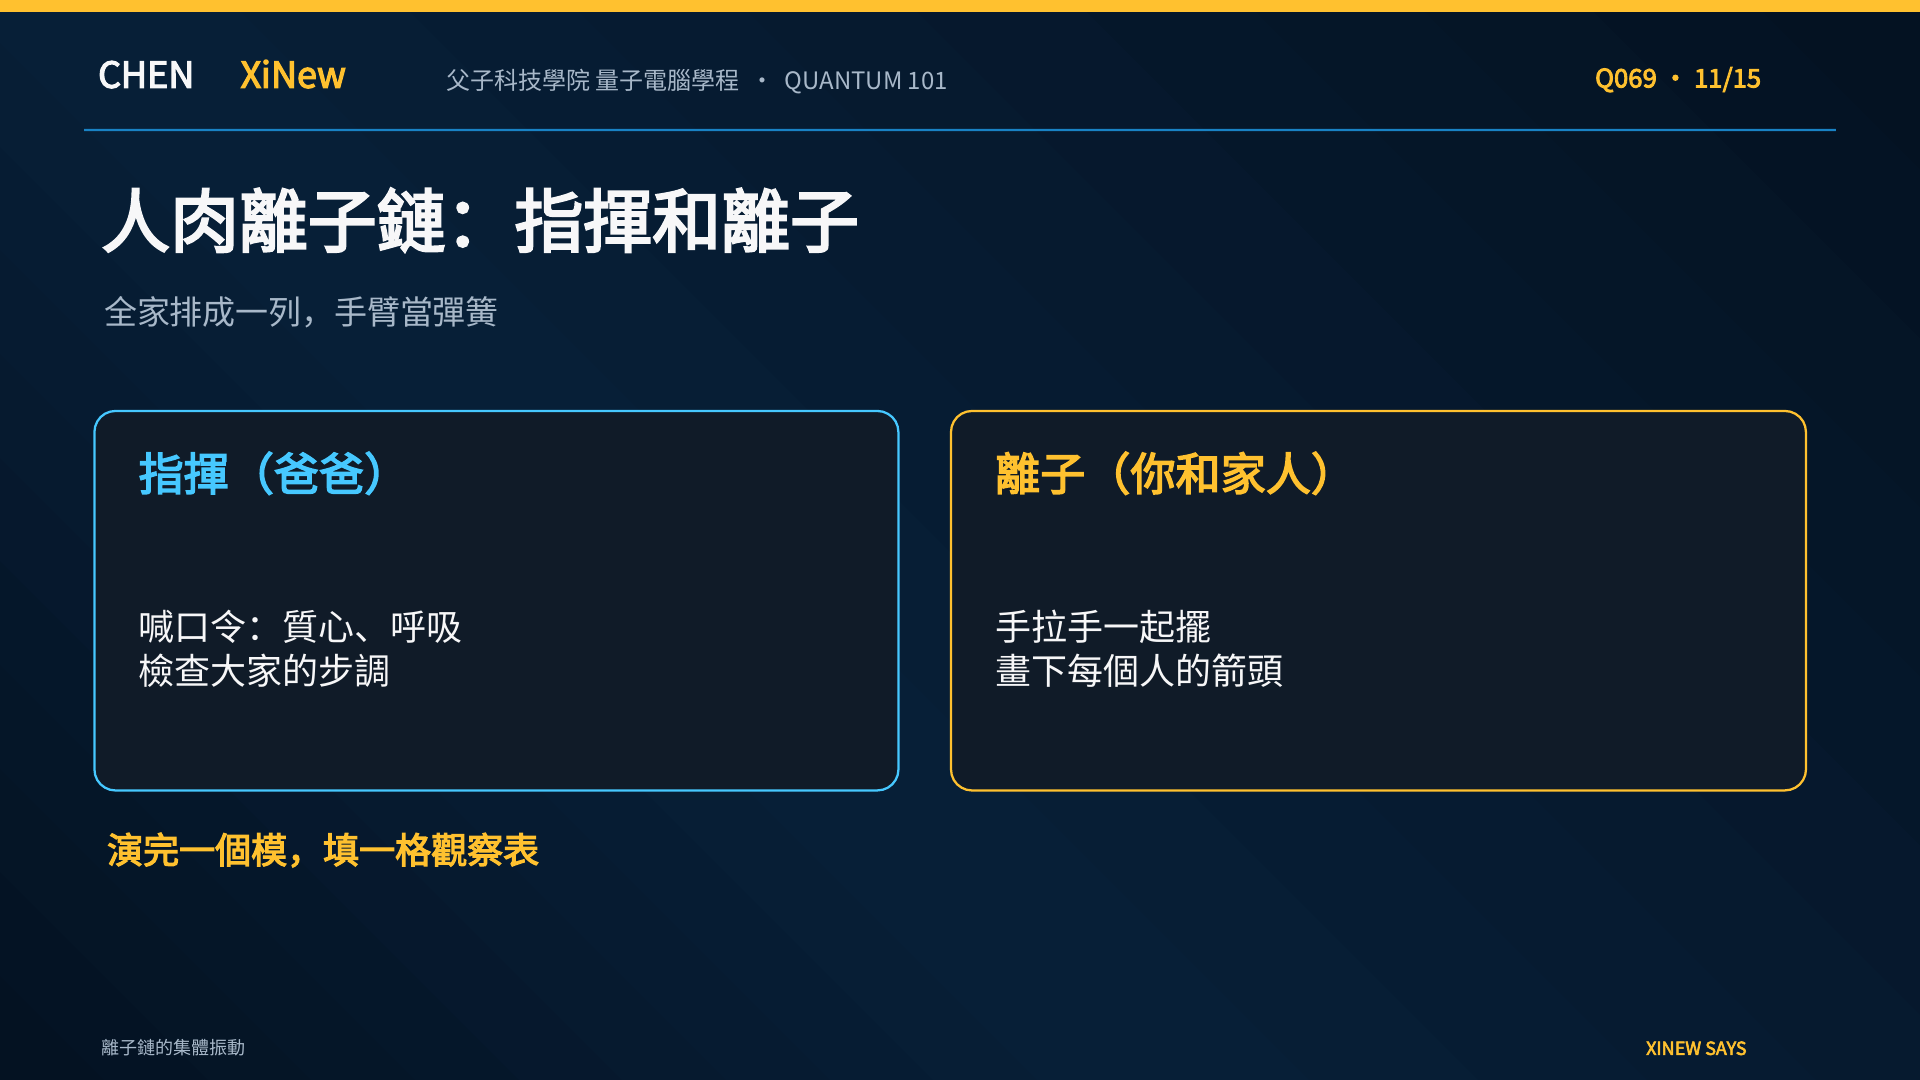 CHEN XiNew 父子科技學院 量子電腦學程 · QUANTUM 101 Q069 · 11/15
人肉離子鏈：指揮和離子
全家排成一列，手臂當彈簧
指揮（爸爸）
喊口令：質心、呼吸
檢查大家的步調
離子（你和家人）
手拉手一起擺
畫下每個人的箭頭
演完一個模，填一格觀察表
離子鏈的集體振動
XINEW SAYS